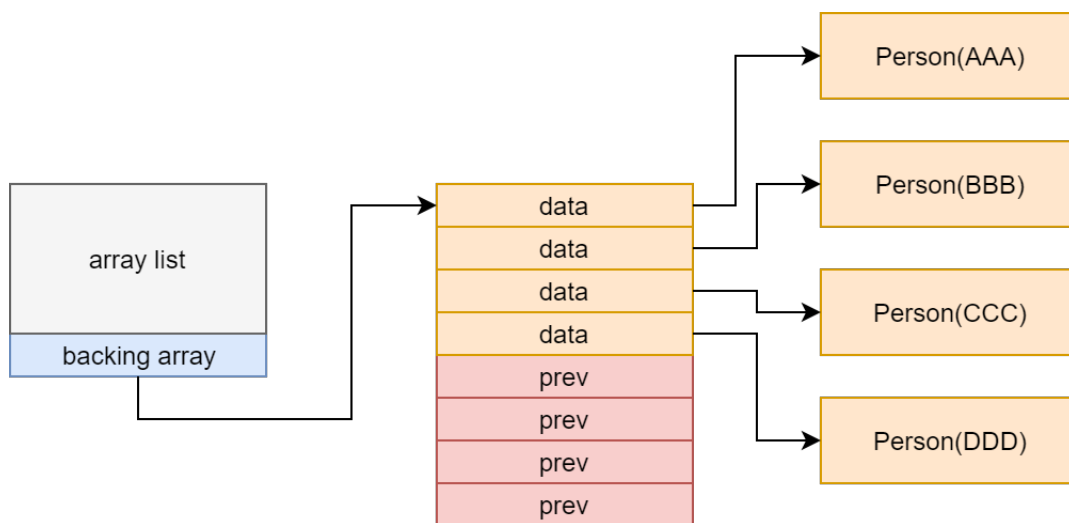 Person(AAA)
Person(BBB)
array list
backing array
data
data
data
data
prev
prev
prev
prev
Person(CCC)
Person(DDD)